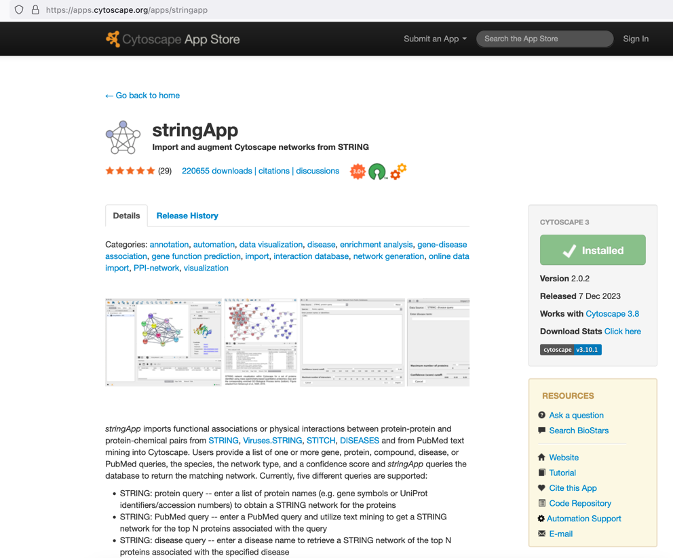 https://apps.cytoscape.org/apps/stringapp
Cytoscape App Store
Submit an App
Search the App Store
Sign In
← Go back to home
stringApp
Import and augment Cytoscape networks from STRING
(29) 220655 downloads | citations | discussions
3.0+
Details
Release History
Categories: annotation, automation, data visualization, disease, enrichment analysis, gene-disease
association, gene function prediction, import, interaction database, network generation, online data
import, PPI-network, visualization
CYTOSCAPE 3
Installed
Version 2.0.2
Released 7 Dec 2023
Works with Cytoscape 3.8
Download Stats Click here
cytoscape v3.10.1
stringApp imports functional associations or physical interactions between protein-protein and
protein-chemical pairs from STRING, Viruses.STRING, STITCH, DISEASES and from PubMed text
mining into Cytoscape. Users provide a list of one or more gene, protein, compound, disease, or
PubMed queries, the species, the network type, and a confidence score and stringApp queries the
database to return the matching network. Currently, five different queries are supported:
• STRING: protein query -- enter a list of protein names (e.g. gene symbols or UniProt
identifiers/accession numbers) to obtain a STRING network for the proteins
• STRING: PubMed query -- enter a PubMed query and utilize text mining to get a STRING
network for the top N proteins associated with the query
• STRING: disease query -- enter a disease name to retrieve a STRING network of the top N
proteins associated with the specified disease
RESOURCES
Ask a question
Search BioStars
Website
Tutorial
Cite this App
Code Repository
Automation Support
E-mail